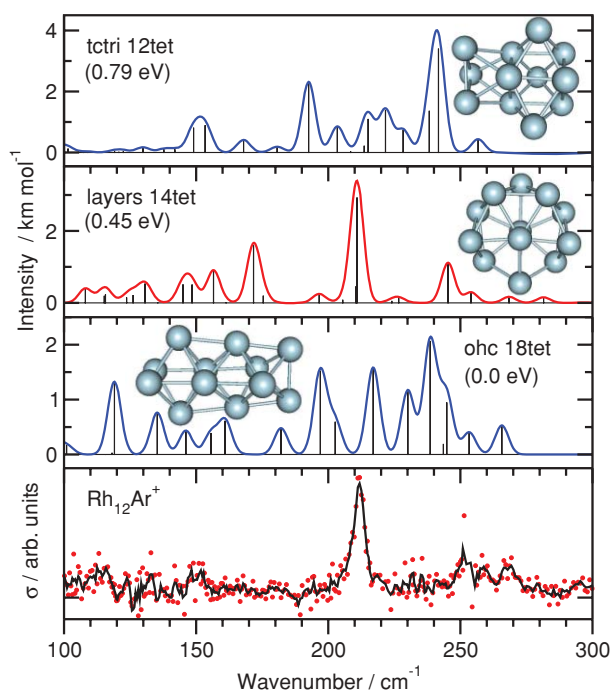 4
tctri 12tet
(0.79 eV)
2
0
layers 14tet
(0.45 eV)
2
0
Intensity / km mol⁻¹
ohc 18tet
(0.0 eV)
2
0
Rh₁₂Ar⁺
σ / arb. units
100 150 200 250 300
Wavenumber / cm⁻¹